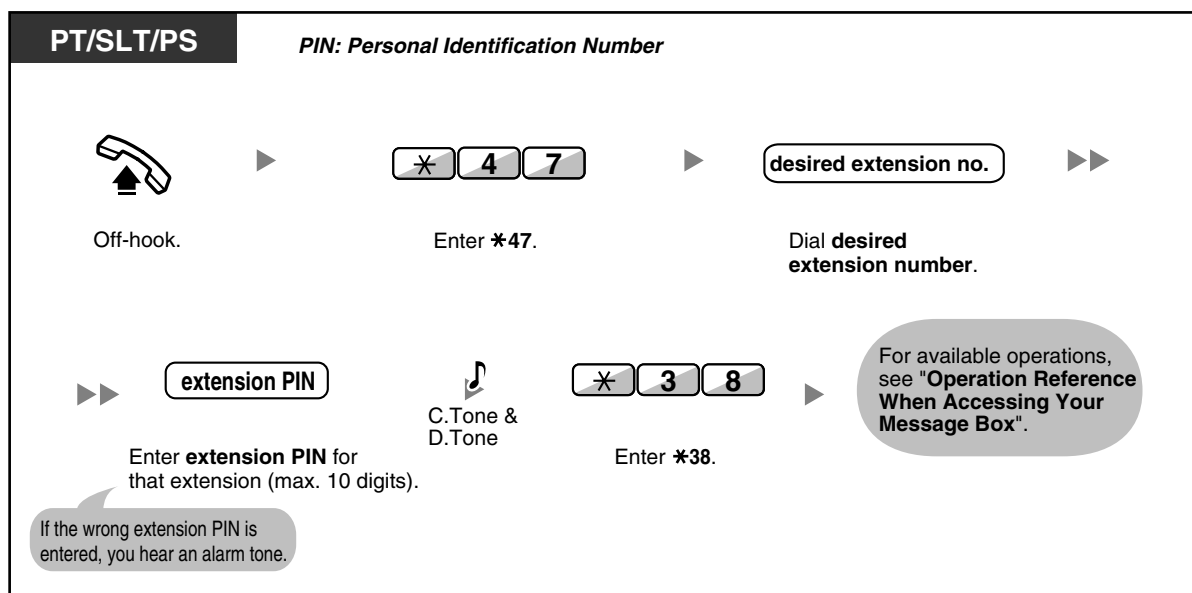 PT/SLT/PS
PIN: Personal Identification Number
* 4 7
desired extension no.
Off-hook.
Enter *47.
Dial desired
extension number.
extension PIN
C.Tone &
D.Tone
* 3 8
For available operations,
see "Operation Reference
When Accessing Your
Message Box".
Enter extension PIN for
that extension (max. 10 digits).
Enter *38.
If the wrong extension PIN is
entered, you hear an alarm tone.